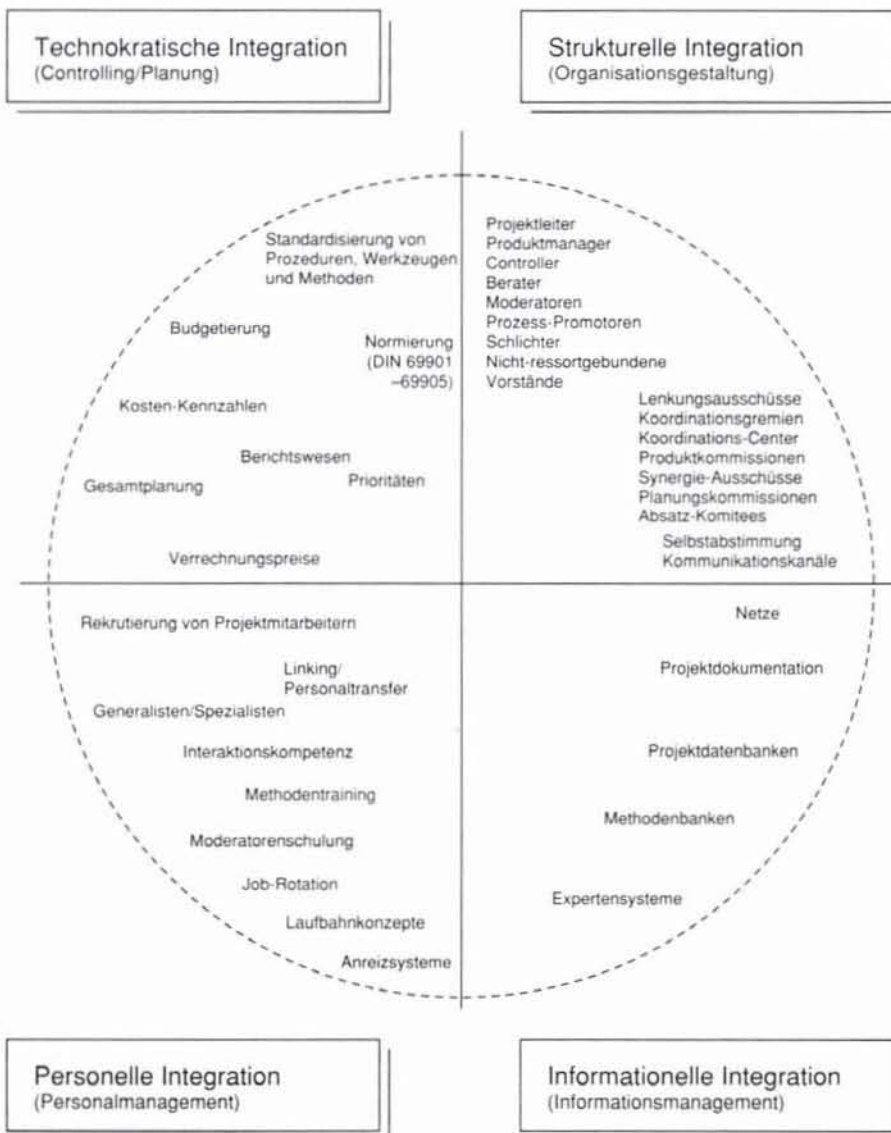 Technokratische Integration
(Controlling/Planung)
Strukturelle Integration
(Organisationsgestaltung)
Standardisierung von
Prozeduren, Werkzeugen
und Methoden
Budgetierung
Normierung
(DIN 69901
–69905)
Kosten-Kennzahlen
Berichtswesen
Prioritäten
Gesamtplanung
Verrechnungspreise
Projektleiter
Produktmanager
Controller
Berater
Moderatoren
Prozess-Promotoren
Schlichter
Nicht-ressortgebundene
Vorstände
Lenkungsausschüsse
Koordinationsgremien
Koordinations-Center
Produktkommissionen
Synergie-Ausschüsse
Planungskommissionen
Absatz-Komitees
Selbstabstimmung
Kommunikationskanäle
Rekrutierung von Projektmitarbeitern
Linking/
Personaltransfer
Generalisten/Spezialisten
Interaktionskompetenz
Methodentraining
Moderatorenschulung
Job-Rotation
Laufbahnkonzepte
Anreizsysteme
Netze
Projektdokumentation
Projektdatenbanken
Methodenbanken
Expertensysteme
Personelle Integration
(Personalmanagement)
Informationelle Integration
(Informationsmanagement)